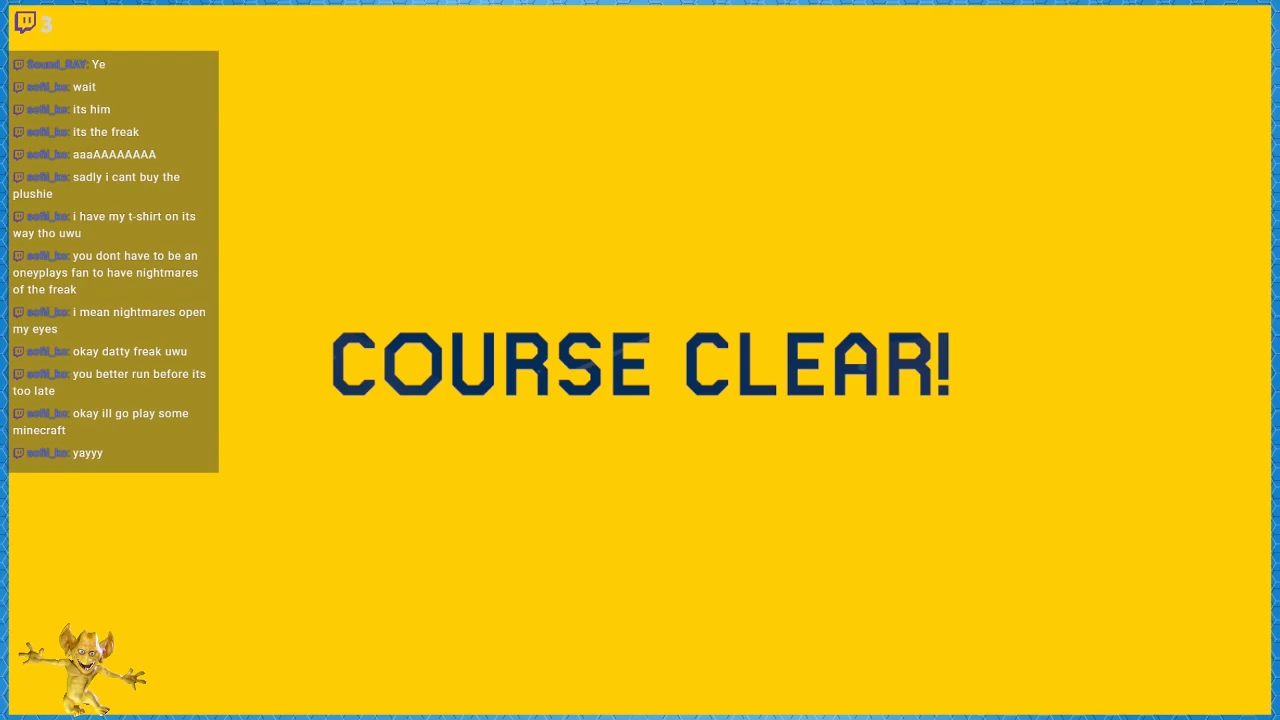 3
Sound_RAY: Ye
wait
its him
its the freak
aaaAAAAAAAA
sadly i cant buy the
plushie
i have my t-shirt on its
way tho uwu
you dont have to be an
oneyplays fan to have nightmares
of the freak
i mean nightmares open
my eyes
okay datty freak uwu
you better run before its
too late
okay ill go play some
minecraft
yayyy
COURSE CLEAR!